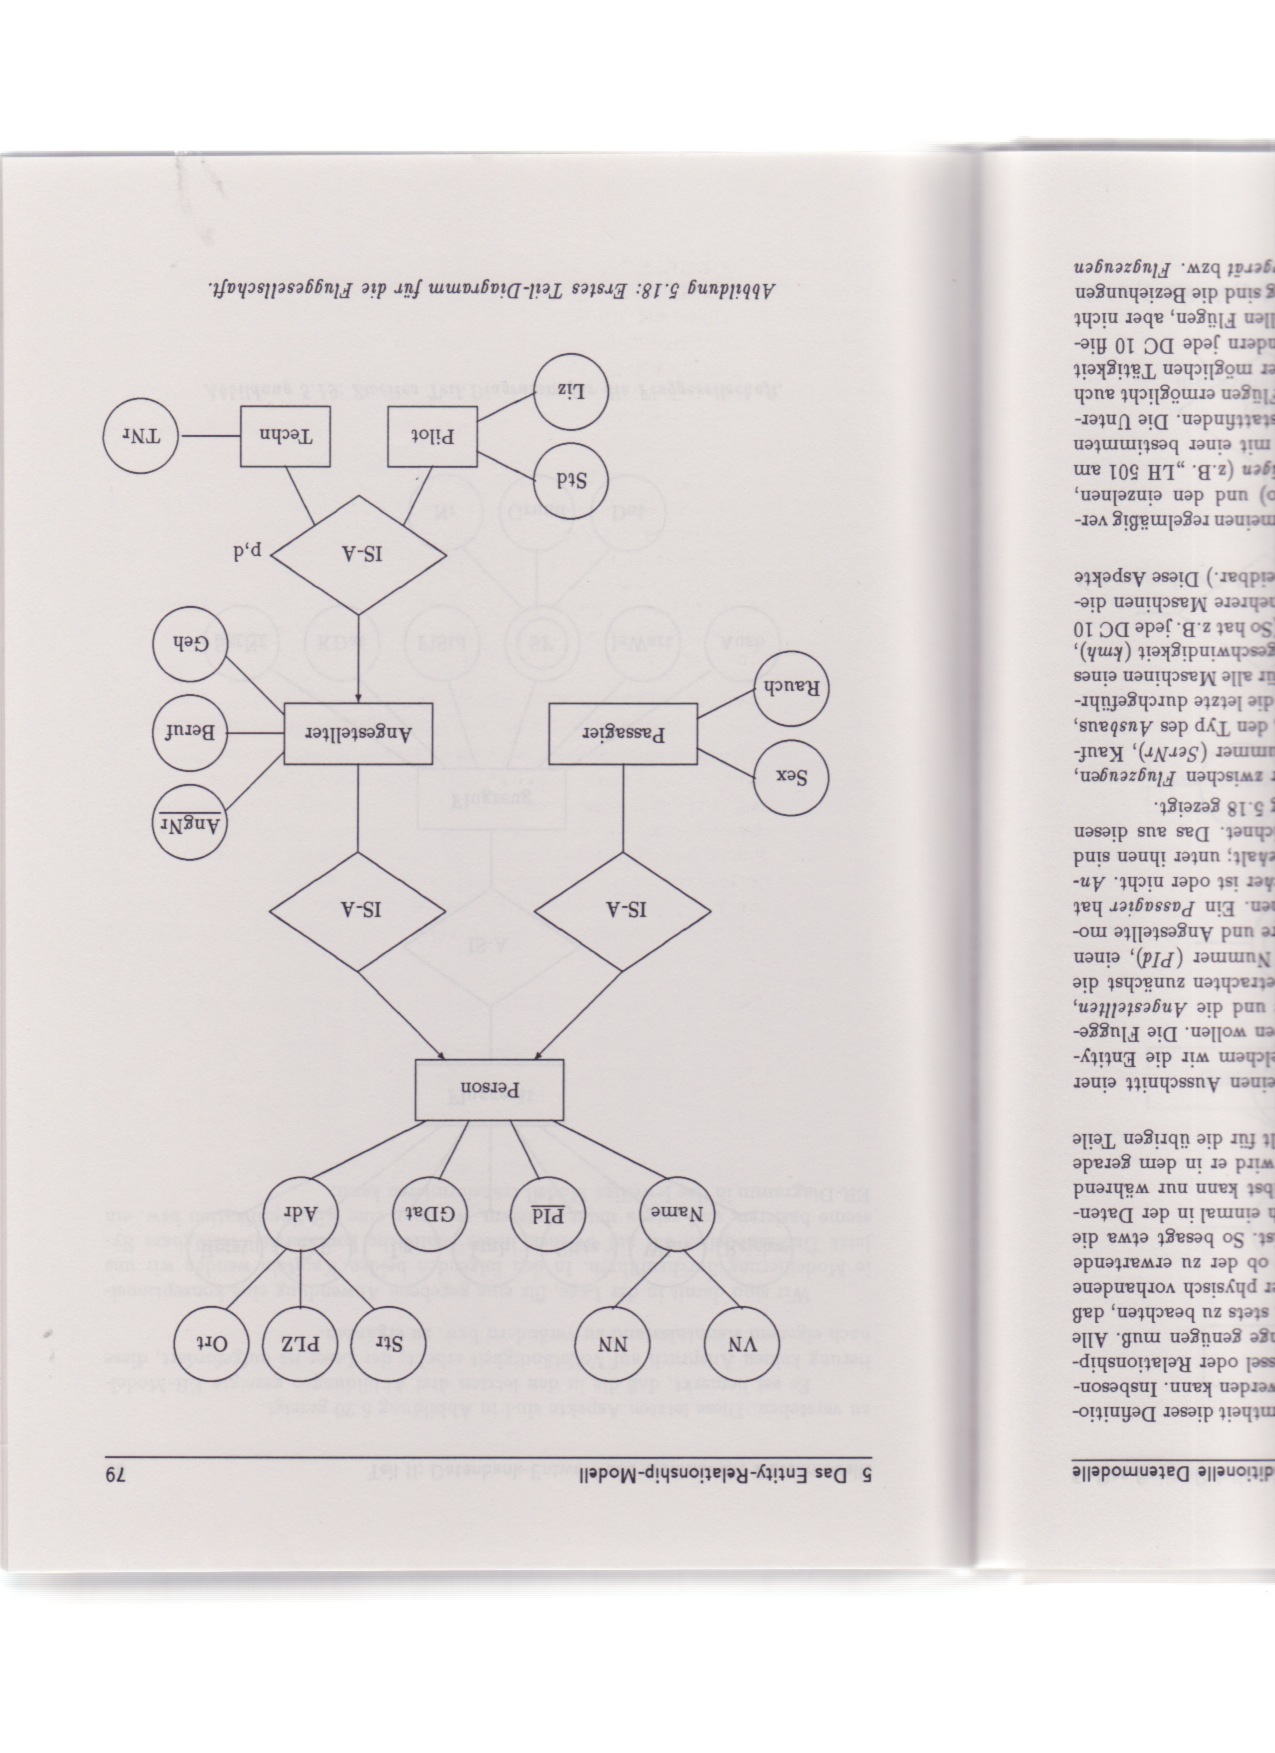 ditionelle Datenmodelle
mtheit dieser Definitio-
werden kann. Insbeson-
ssel oder Relationship-
nge genügen muß. Alle
stets zu beachten, daß
er physisch vorhandene
ob der zu erwartende
st. So besagt etwa die
h einmal in der Daten-
bst kann nur während
wird er in dem gerade
lt für die übrigen Teile
einen Ausschnitt einer
elchem wir die Entity-
en wollen. Die Flugge-
und die Angestellten,
etrachten zunächst die
Nummer (PId), einen
re und Angestellte mo-
en. Ein Passagier hat
cher ist oder nicht. An-
ehalt; unter ihnen sind
chnet. Das aus diesen
g 5.18 gezeigt.
r zwischen Flugzeugen,
ummer (SerNr), Kauf-
den Typ des Ausbaus,
die letzte durchgeführ-
ür alle Maschinen eines
geschwindigkeit (kmh),
So hat z.B. jede DC 10
ehrere Maschinen die-
eidbar.) Diese Aspekte
meinen regelmäßig ver-
o) und den einzelnen,
igen (z.B. „LH 501 am
mit einer bestimmten
stattfinden. Die Unter-
Flügen ermöglicht auch
er möglichen Tätigkeit
ndern jede DC 10 flie-
llen Flügen, aber nicht
g sind die Beziehungen
gerät bzw. Flugzeugen
5 Das Entity-Relationship-Modell 79
VN NN Str PLZ Ort
Name PId GDat Adr
Person
IS-A IS-A
Sex AngNr
Passagier Angestellter Beruf
Rauch Geh
IS-A p,d
Std
Pilot Techn TNr
Liz
Abbildung 5.18: Erstes Teil-Diagramm für die Fluggesellschaft.